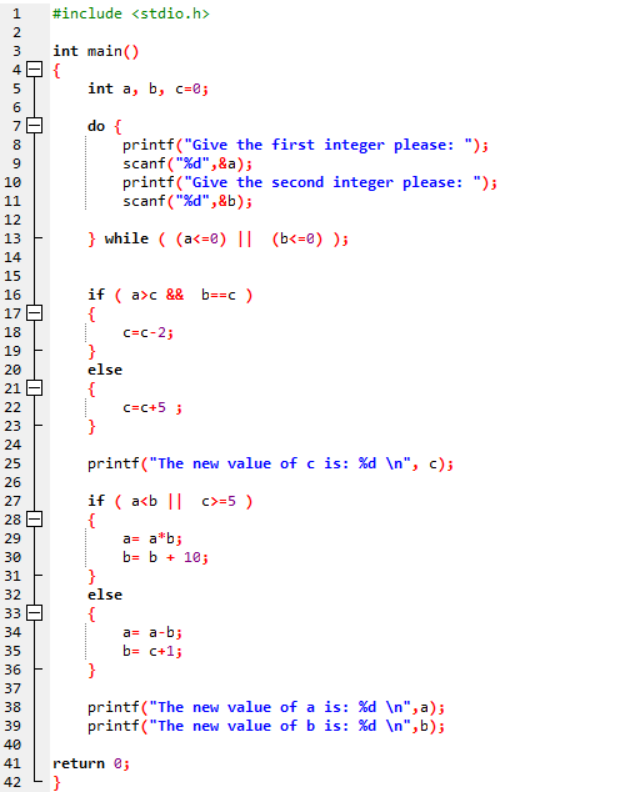 1 #include <stdio.h>
2
3 int main()
4 {
5 int a, b, c=0;
6
7 do {
8 printf("Give the first integer please: ");
9 scanf("%d",&a);
10 printf("Give the second integer please: ");
11 scanf("%d",&b);
12
13 } while ( (a<=0) || (b<=0) );
14
15
16 if ( a>c && b==c )
17 {
18 c=c-2;
19 }
20 else
21 {
22 c=c+5 ;
23 }
24
25 printf("The new value of c is: %d \n", c);
26
27 if ( a<b || c>=5 )
28 {
29 a= a*b;
30 b= b + 10;
31 }
32 else
33 {
34 a= a-b;
35 b= c+1;
36 }
37
38 printf("The new value of a is: %d \n",a);
39 printf("The new value of b is: %d \n",b);
40
41 return 0;
42 }